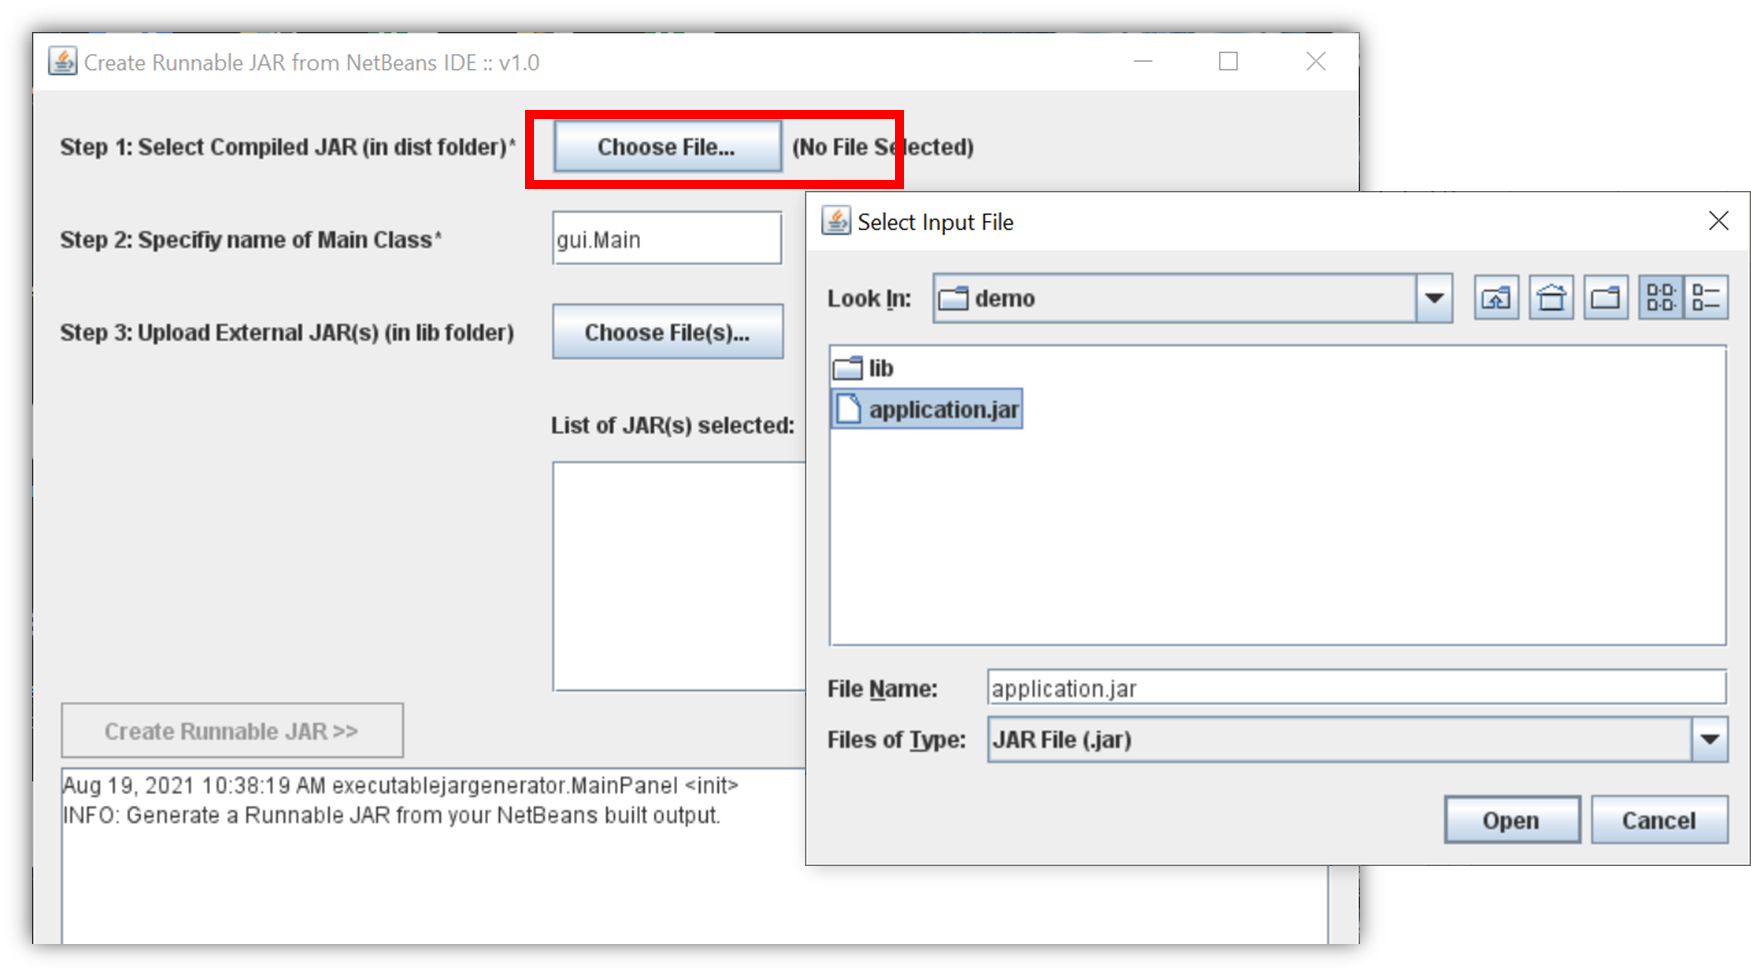 Create Runnable JAR from NetBeans IDE :: v1.0
Step 1: Select Compiled JAR (in dist folder)* Choose File... (No File Selected)
Step 2: Specifiy name of Main Class* gui.Main
Step 3: Upload External JAR(s) (in lib folder) Choose File(s)...
List of JAR(s) selected:
Create Runnable JAR >>
Aug 19, 2021 10:38:19 AM executablejargenerator.MainPanel <init>
INFO: Generate a Runnable JAR from your NetBeans built output.
Select Input File
Look In: demo
lib
application.jar
File Name: application.jar
Files of Type: JAR File (.jar)
Open Cancel